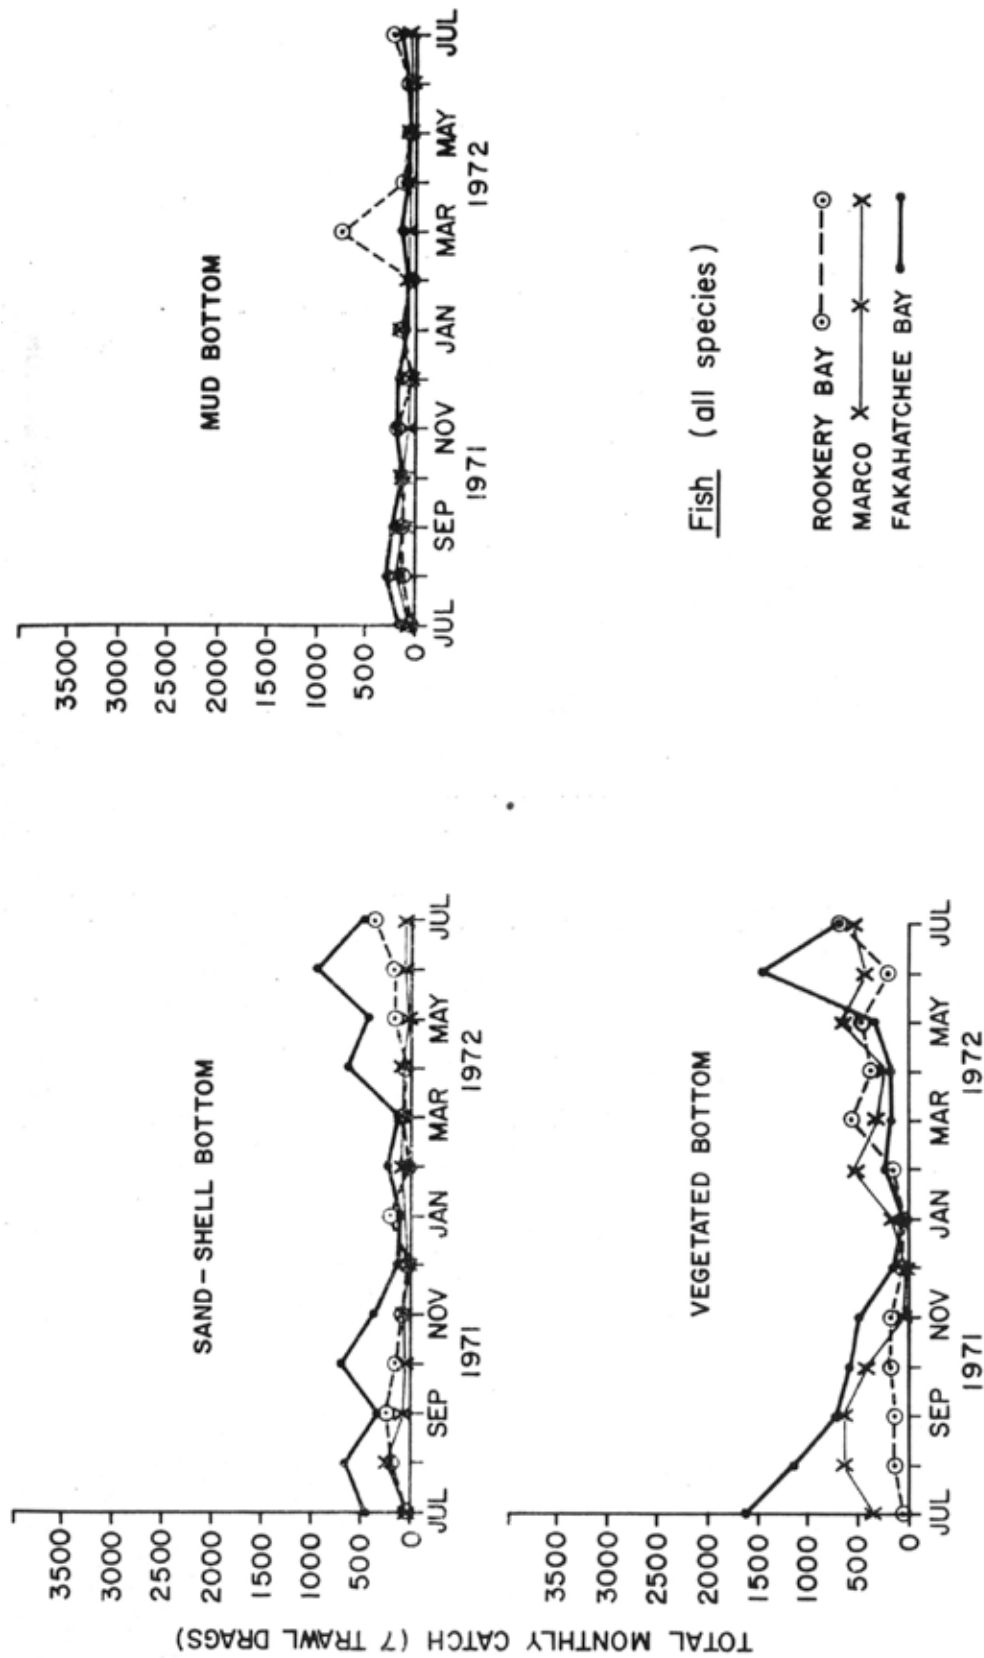 TOTAL MONTHLY CATCH (7 TRAWL DRAGS)
SAND-SHELL BOTTOM
3500
3000
2500
2000
1500
1000
500
0
JUL SEP NOV JAN MAR MAY JUL
1971 1972
MUD BOTTOM
3500
3000
2500
2000
1500
1000
500
0
JUL SEP NOV JAN MAR MAY JUL
1971 1972
VEGETATED BOTTOM
3500
3000
2500
2000
1500
1000
500
0
JUL SEP NOV JAN MAR MAY JUL
1971 1972
Fish (all species)
ROOKERY BAY
MARCO
FAKAHATCHEE BAY